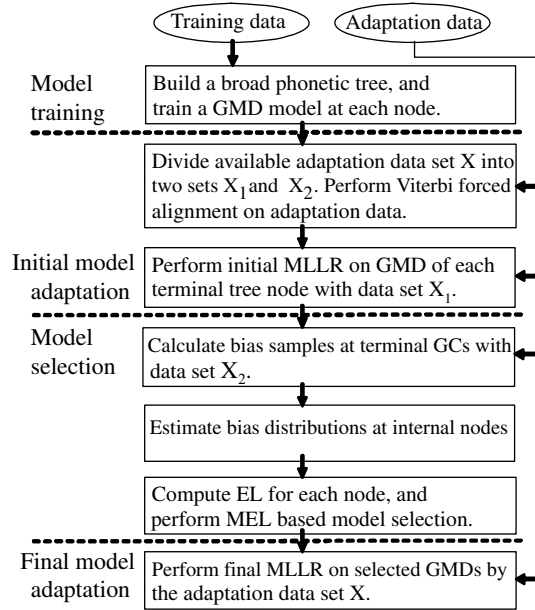 Training data
Adaptation data
Model
training
Build a broad phonetic tree, and
train a GMD model at each node.
Divide available adaptation data set X into
two sets X₁ and X₂. Perform Viterbi forced
alignment on adaptation data.
Initial model
adaptation
Perform initial MLLR on GMD of each
terminal tree node with data set X₁.
Model
selection
Calculate bias samples at terminal GCs with
data set X₂.
Estimate bias distributions at internal nodes
Compute EL for each node, and
perform MEL based model selection.
Final model
adaptation
Perform final MLLR on selected GMDs by
the adaptation data set X.